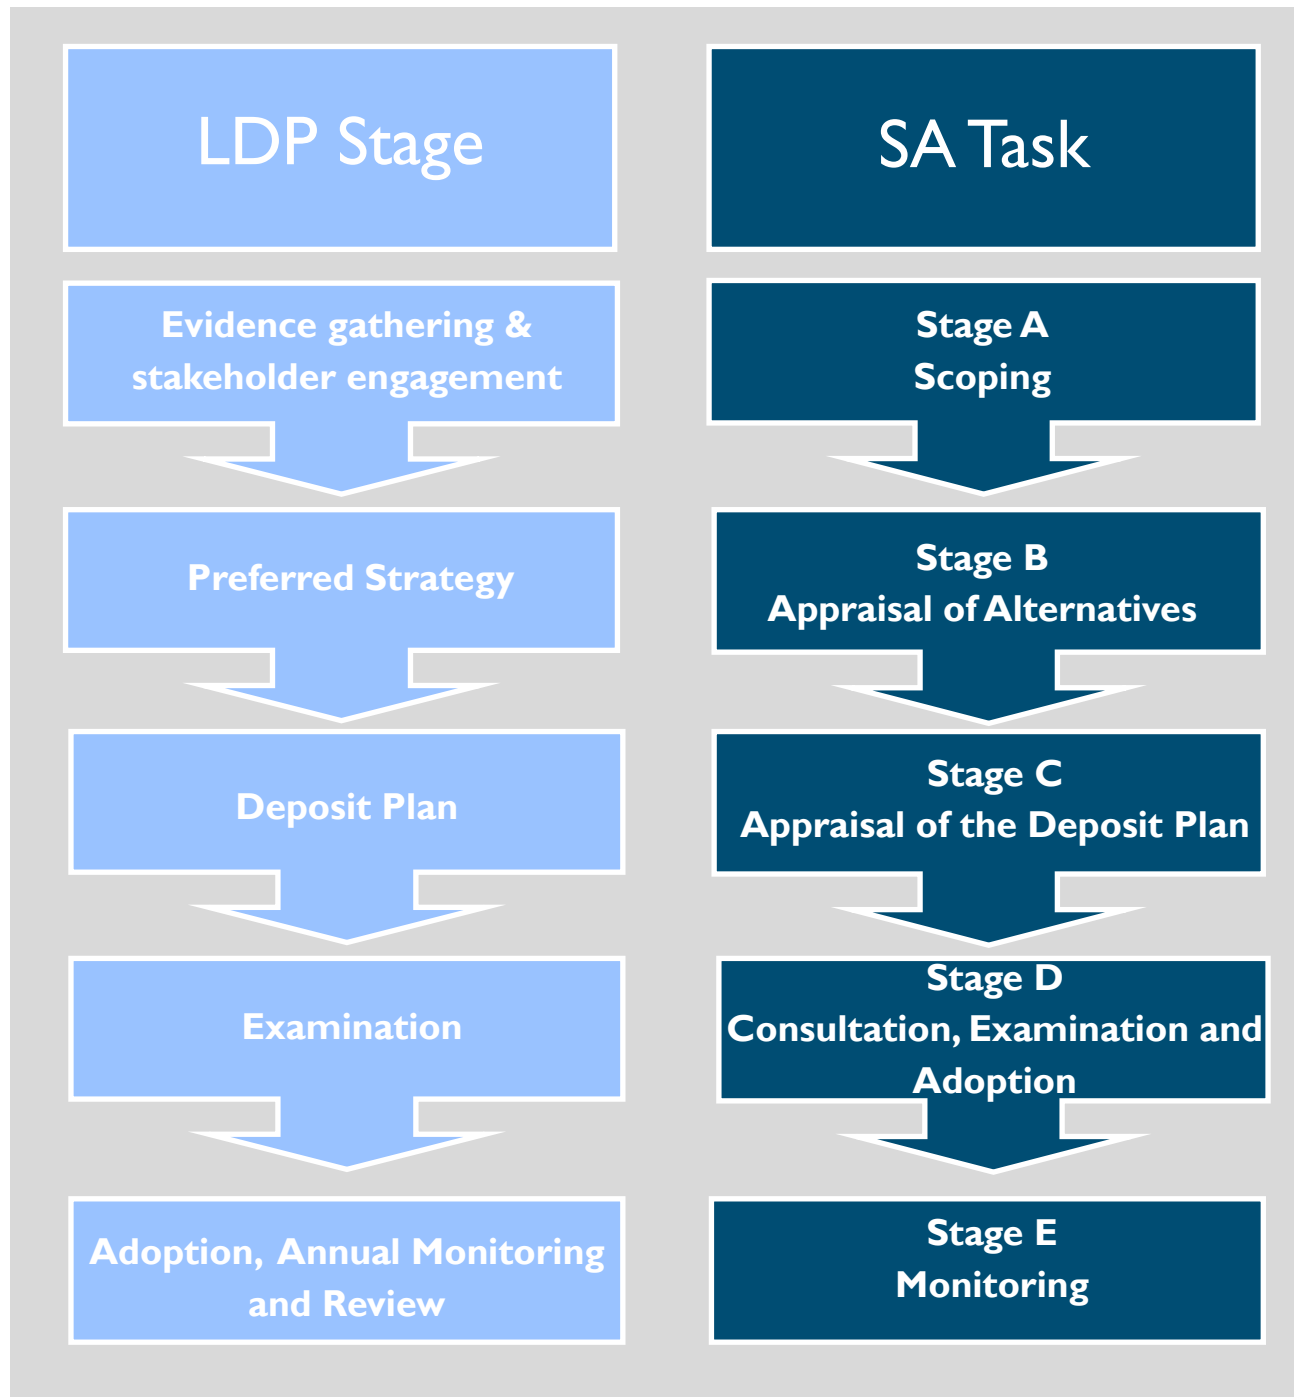 LDP Stage
SA Task
Evidence gathering &
stakeholder engagement
Stage A
Scoping
Preferred Strategy
Stage B
Appraisal of Alternatives
Deposit Plan
Stage C
Appraisal of the Deposit Plan
Examination
Stage D
Consultation, Examination and
Adoption
Adoption, Annual Monitoring
and Review
Stage E
Monitoring